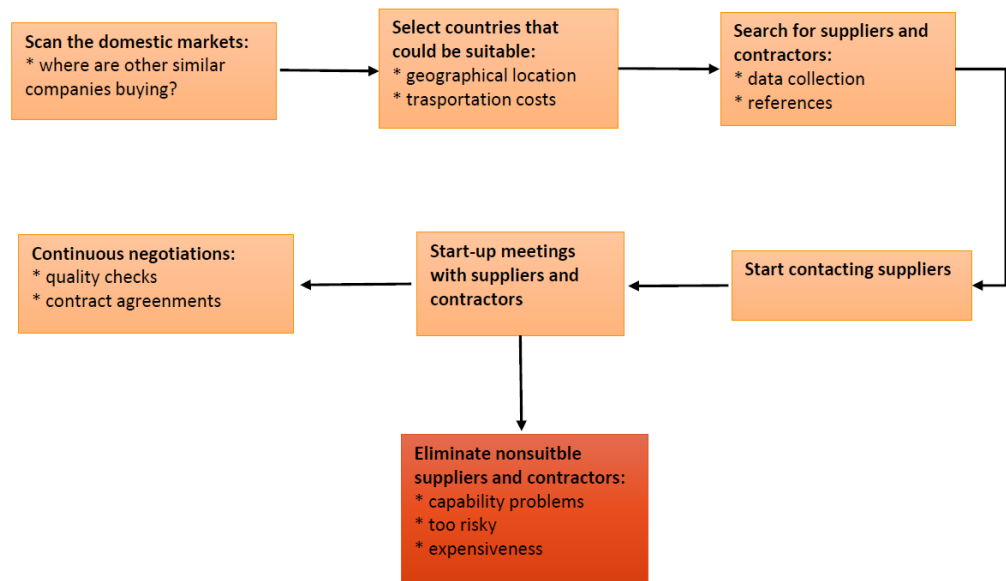 Scan the domestic markets:
* where are other similar
companies buying?
Select countries that
could be suitable:
* geographical location
* trasportation costs
Search for suppliers and
contractors:
* data collection
* references
Start contacting suppliers
Start-up meetings
with suppliers and
contractors
Continuous negotiations:
* quality checks
* contract agreenments
Eliminate nonsuitble
suppliers and contractors:
* capability problems
* too risky
* expensiveness